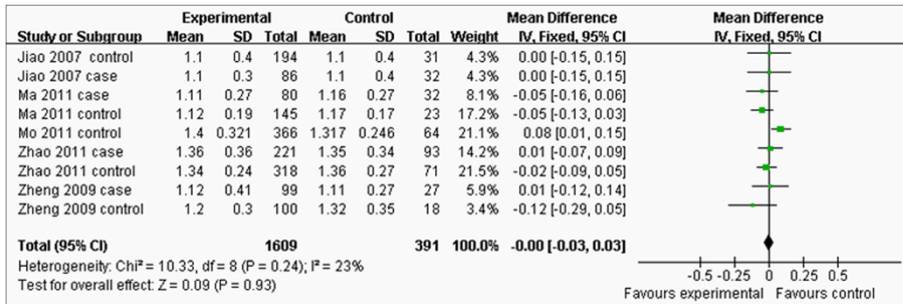 Experimental Control Mean Difference Mean Difference
Study or Subgroup Mean SD Total Mean SD Total Weight IV, Fixed, 95% CI IV, Fixed, 95% CI
Jiao 2007 control 1.1 0.4 194 1.1 0.4 31 4.3% 0.00 [-0.15, 0.15]
Jiao 2007 case 1.1 0.3 86 1.1 0.4 32 4.3% 0.00 [-0.15, 0.15]
Ma 2011 case 1.11 0.27 80 1.16 0.27 32 8.1% -0.05 [-0.16, 0.06]
Ma 2011 control 1.12 0.19 145 1.17 0.17 23 17.2% -0.05 [-0.13, 0.03]
Mo 2011 control 1.4 0.321 366 1.317 0.246 64 21.1% 0.08 [0.01, 0.15]
Zhao 2011 case 1.36 0.36 221 1.35 0.34 93 14.2% 0.01 [-0.07, 0.09]
Zhao 2011 control 1.34 0.24 318 1.36 0.27 71 21.5% -0.02 [-0.09, 0.05]
Zheng 2009 case 1.12 0.41 99 1.11 0.27 27 5.9% 0.01 [-0.12, 0.14]
Zheng 2009 control 1.2 0.3 100 1.32 0.35 18 3.4% -0.12 [-0.29, 0.05]
Total (95% CI) 1609 391 100.0% -0.00 [-0.03, 0.03]
Heterogeneity: Chi² = 10.33, df = 8 (P = 0.24); I² = 23%
Test for overall effect: Z = 0.09 (P = 0.93)
-0.5 -0.25 0 0.25 0.5
Favours experimental Favours control